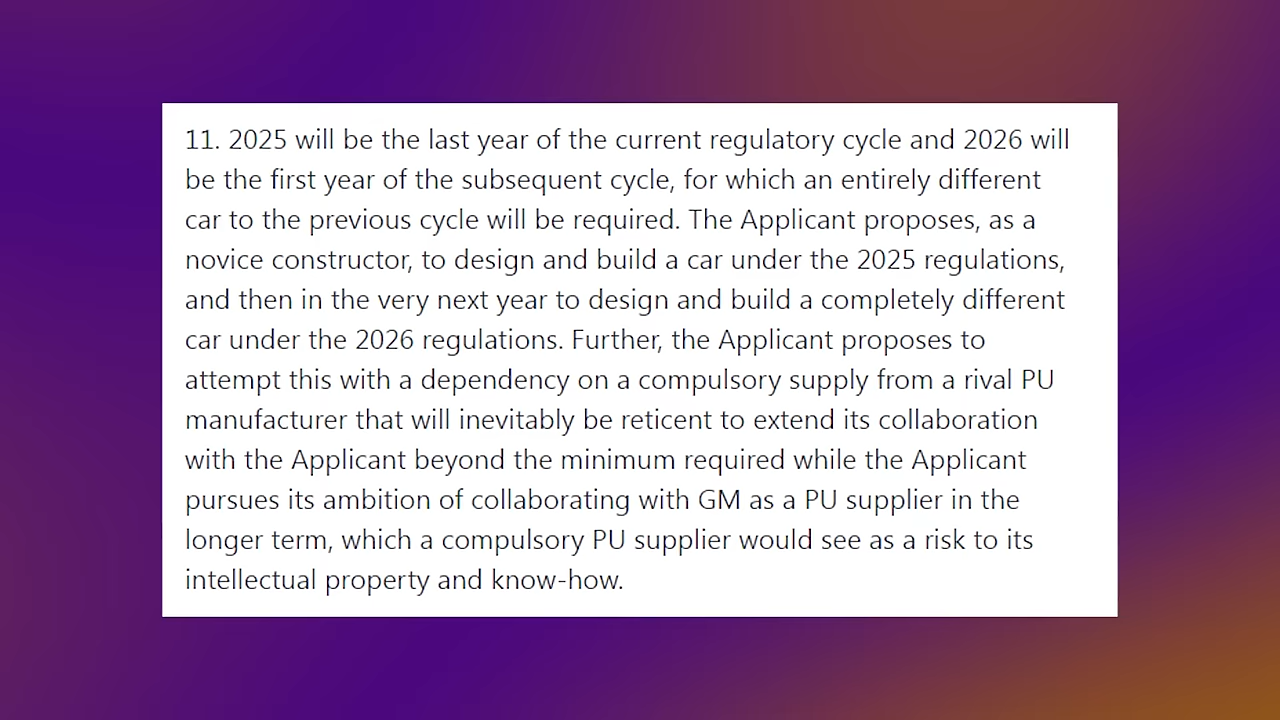 11. 2025 will be the last year of the current regulatory cycle and 2026 will
be the first year of the subsequent cycle, for which an entirely different
car to the previous cycle will be required. The Applicant proposes, as a
novice constructor, to design and build a car under the 2025 regulations,
and then in the very next year to design and build a completely different
car under the 2026 regulations. Further, the Applicant proposes to
attempt this with a dependency on a compulsory supply from a rival PU
manufacturer that will inevitably be reticent to extend its collaboration
with the Applicant beyond the minimum required while the Applicant
pursues its ambition of collaborating with GM as a PU supplier in the
longer term, which a compulsory PU supplier would see as a risk to its
intellectual property and know-how.